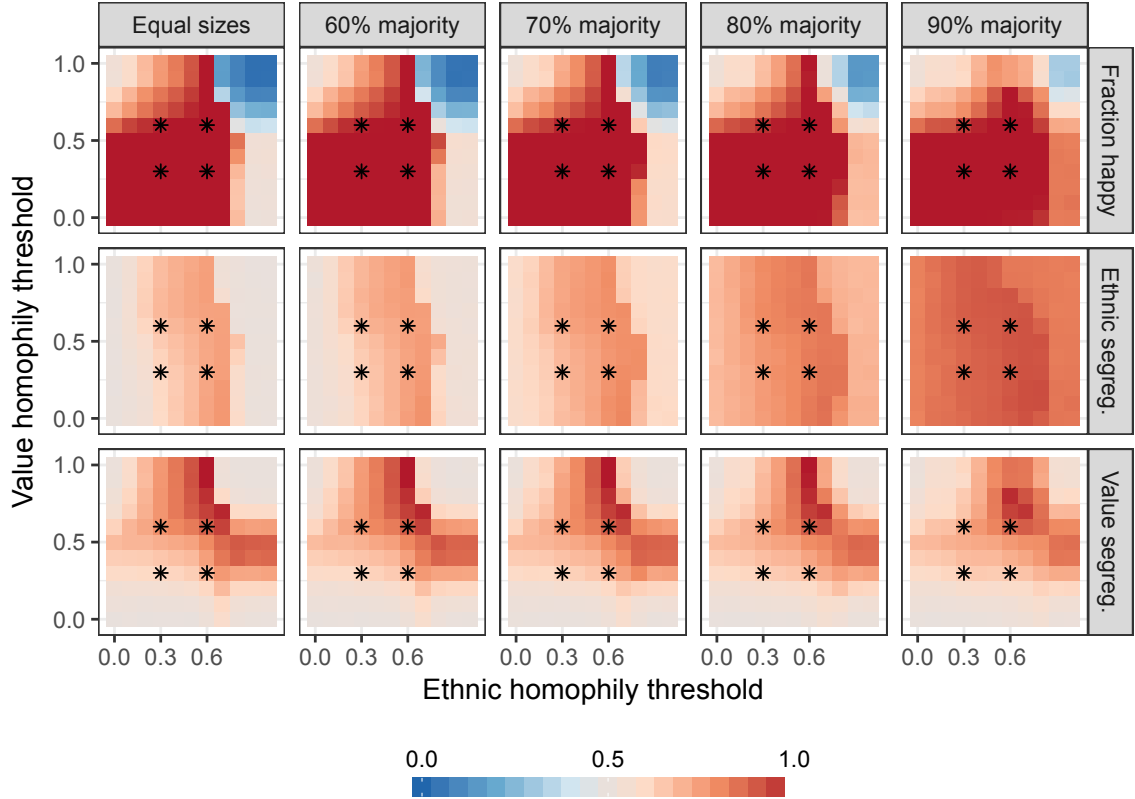 Equal sizes 60% majority 70% majority 80% majority 90% majority
Value homophily threshold
1.0
0.5
0.0
Fraction happy
1.0
0.5
0.0
Ethnic segreg.
1.0
0.5
0.0
Value segreg.
0.0 0.3 0.6 0.0 0.3 0.6 0.0 0.3 0.6 0.0 0.3 0.6 0.0 0.3 0.6
Ethnic homophily threshold
0.0 0.5 1.0